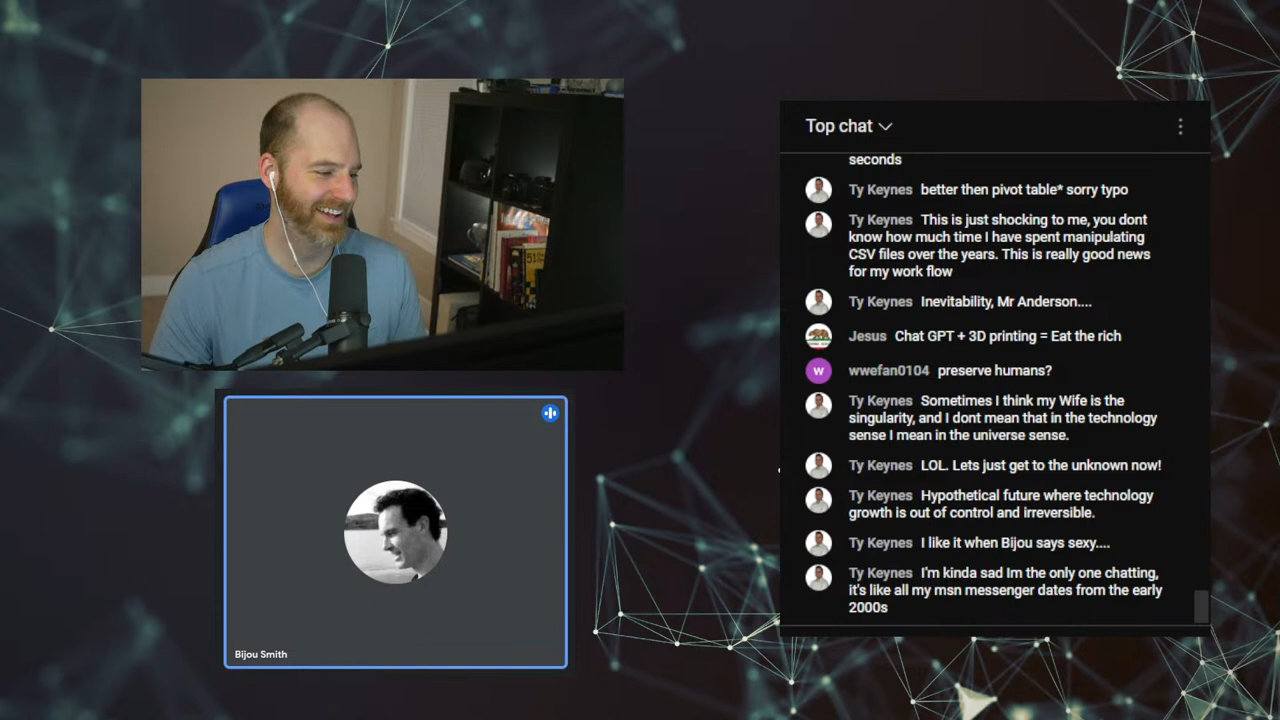 Top chat
seconds
Ty Keynes better then pivot table* sorry typo
Ty Keynes This is just shocking to me, you dont
know how much time I have spent manipulating
CSV files over the years. This is really good news
for my work flow
Ty Keynes Inevitability, Mr Anderson....
Jesus Chat GPT + 3D printing = Eat the rich
w
wwefan0104 preserve humans?
Ty Keynes Sometimes I think my Wife is the
singularity, and I dont mean that in the technology
sense I mean in the universe sense.
Ty Keynes LOL. Lets just get to the unknown now!
Ty Keynes Hypothetical future where technology
growth is out of control and irreversible.
Ty Keynes I like it when Bijou says sexy....
Ty Keynes I'm kinda sad Im the only one chatting,
it's like all my msn messenger dates from the early
2000s
Bijou Smith